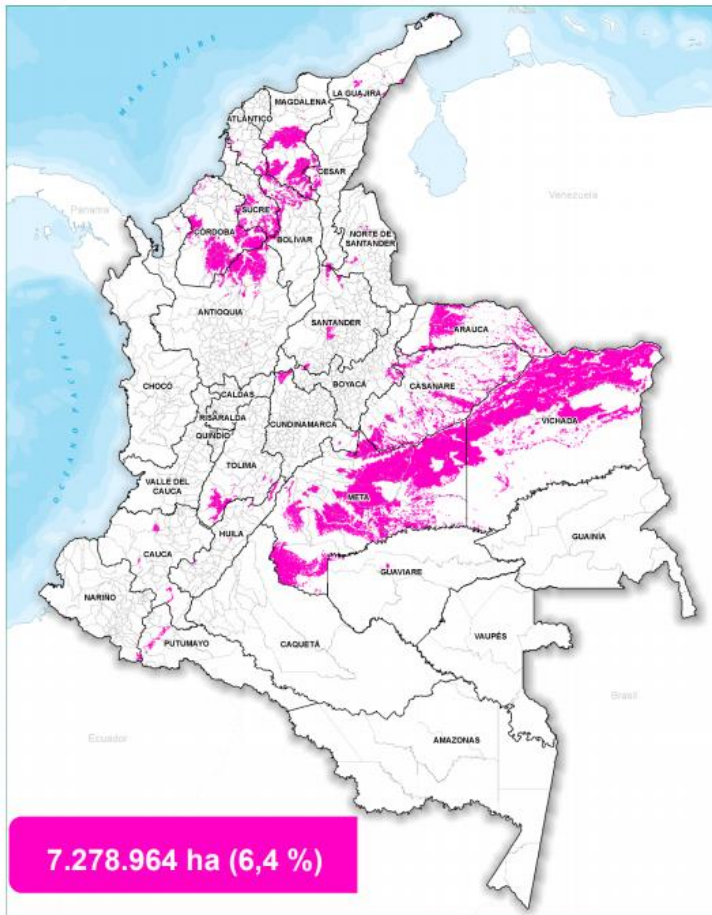 MAR CARIBE
LA GUAJIRA
MAGDALENA
ATLÁNTICO
CESAR
Venezuela
Panamá
SUCRE
CÓRDOBA
BOLÍVAR
NORTE DE
SANTANDER
ANTIOQUIA
SANTANDER
ARAUCA
OCÉANO PACÍFICO
CHOCÓ
BOYACÁ
CASANARE
CALDAS
RISARALDA
CUNDINAMARCA
VICHADA
QUINDIO
TOLIMA
VALLE DEL
CAUCA
META
CAUCA
HUILA
GUAINÍA
GUAVIARE
NARIÑO
PUTUMAYO
CAQUETÁ
VAUPÉS
Brasil
Ecuador
AMAZONAS
7.278.964 ha (6,4 %)